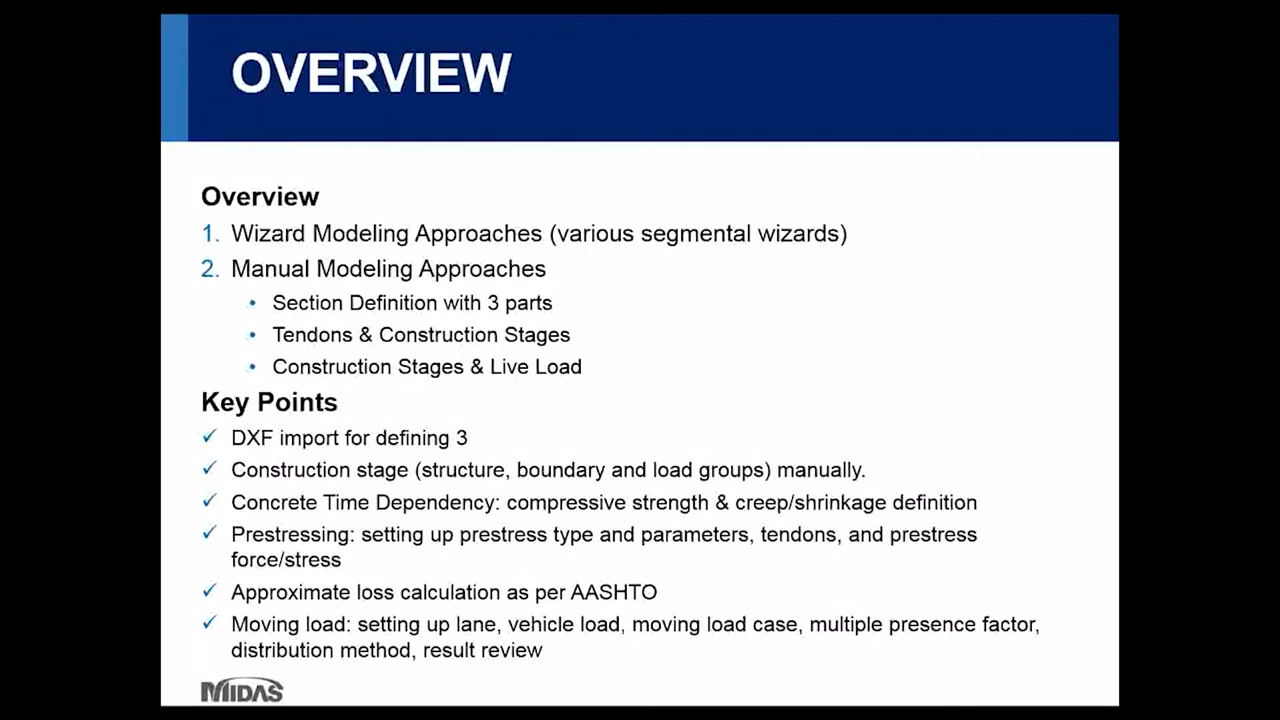 OVERVIEW
Overview
1. Wizard Modeling Approaches (various segmental wizards)
2. Manual Modeling Approaches
• Section Definition with 3 parts
• Tendons & Construction Stages
• Construction Stages & Live Load
Key Points
✓ DXF import for defining 3
✓ Construction stage (structure, boundary and load groups) manually.
✓ Concrete Time Dependency: compressive strength & creep/shrinkage definition
✓ Prestressing: setting up prestress type and parameters, tendons, and prestress
force/stress
✓ Approximate loss calculation as per AASHTO
✓ Moving load: setting up lane, vehicle load, moving load case, multiple presence factor,
distribution method, result review
MIDAS